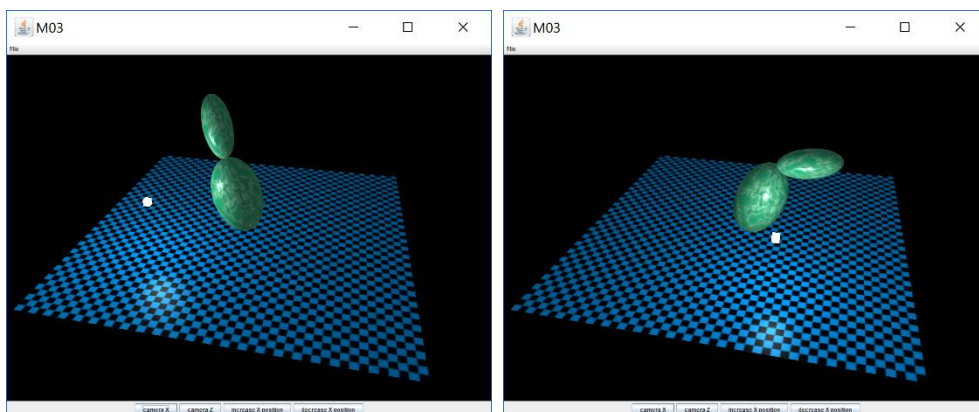 M03
File
camera X camera Z increase X position decrease X position
M03
File
camera X camera Z increase X position decrease X position